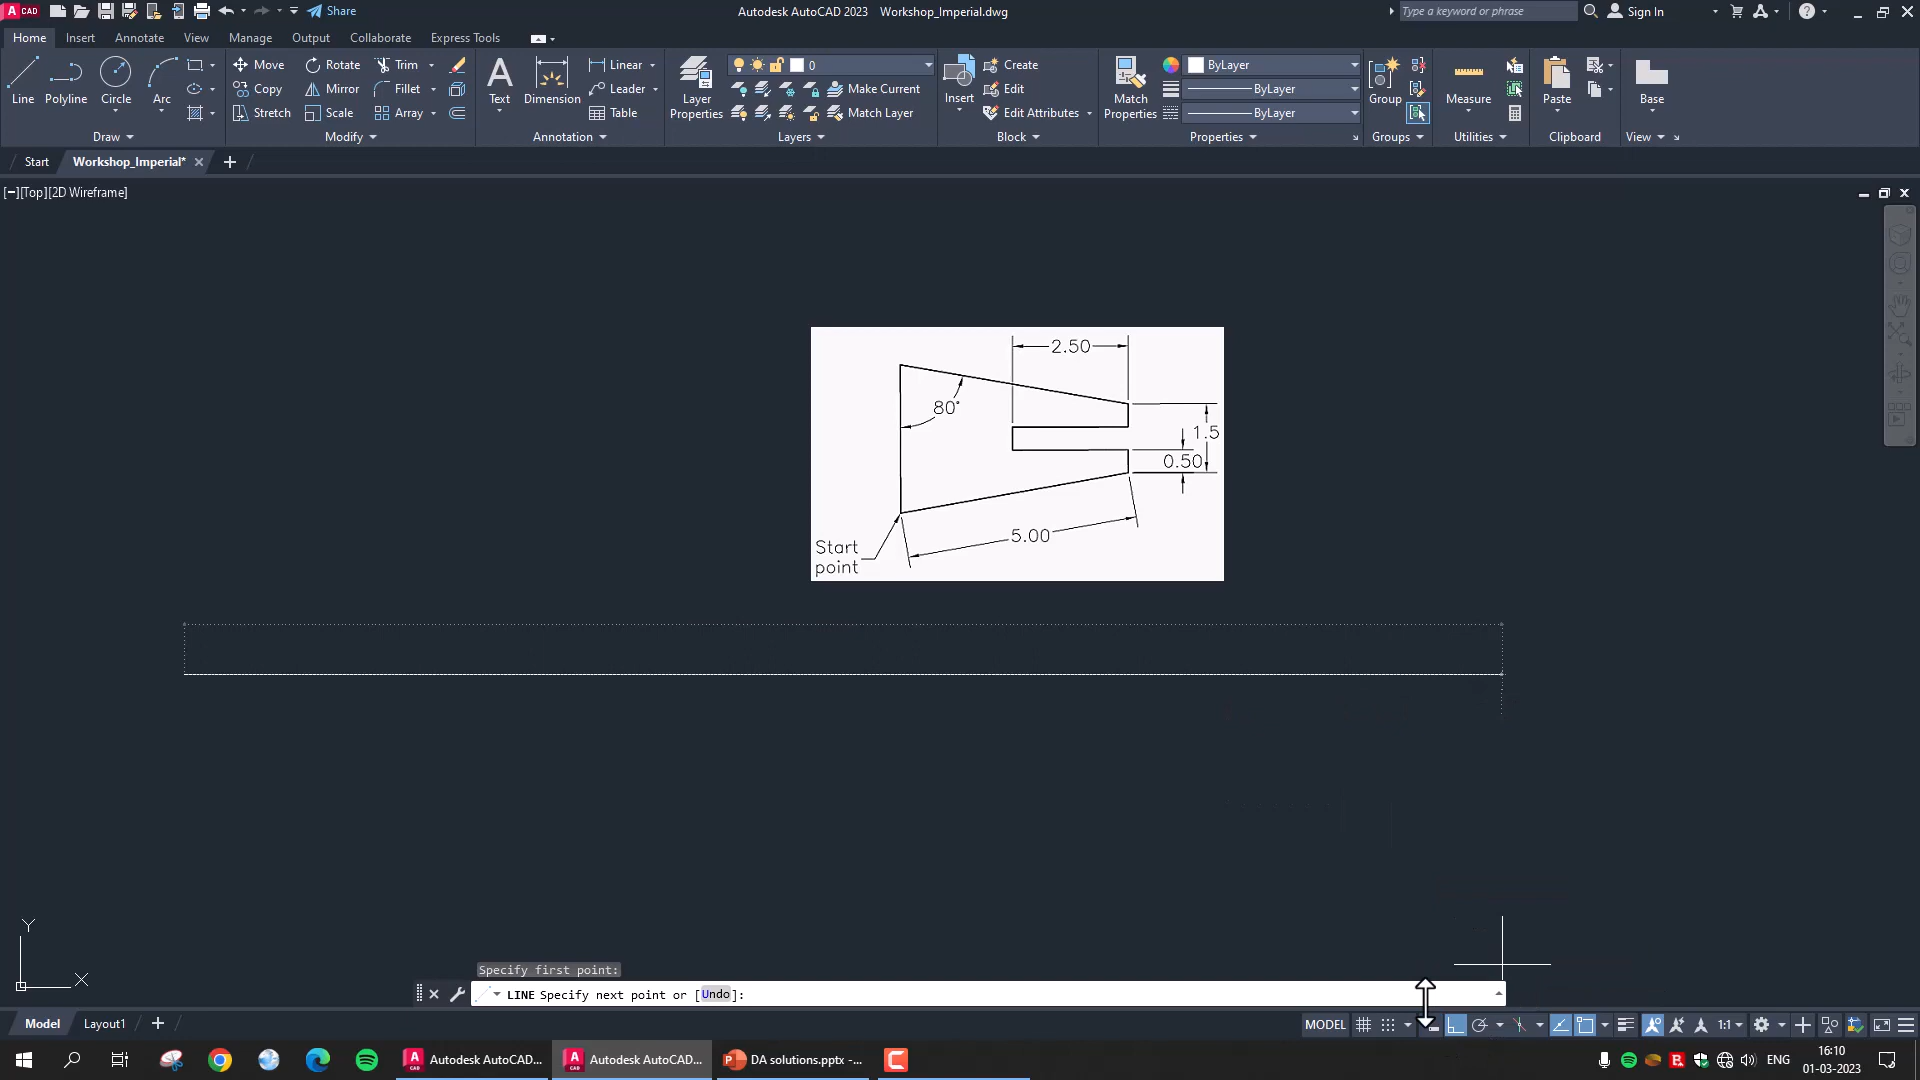 A CAD Share Autodesk AutoCAD 2023 Workshop_Imperial.dwg Type a keyword or phrase Sign In
Home Insert Annotate View Manage Output Collaborate Express Tools
Line Polyline Circle Arc
Draw
Move Rotate Trim
Copy Mirror Fillet
Stretch Scale Array
Modify
Text Dimension
Linear
Leader
Table
Annotation
Layer Properties
0
Make Current
Match Layer
Layers
Insert
Create
Edit
Edit Attributes
Block
Match Properties
ByLayer
ByLayer
ByLayer
Properties
Group
Groups
Measure
Utilities
Paste
Clipboard
Base
View
Start Workshop_Imperial*
[−][Top][2D Wireframe]
2.50
80°
1.5
0.50
5.00
Start
point
Y
X
Specify first point:
LINE Specify next point or [Undo]:
Model Layout1 MODEL 1:1
Autodesk AutoCAD... Autodesk AutoCAD... DA solutions.pptx -... ENG 16:10
01-03-2023